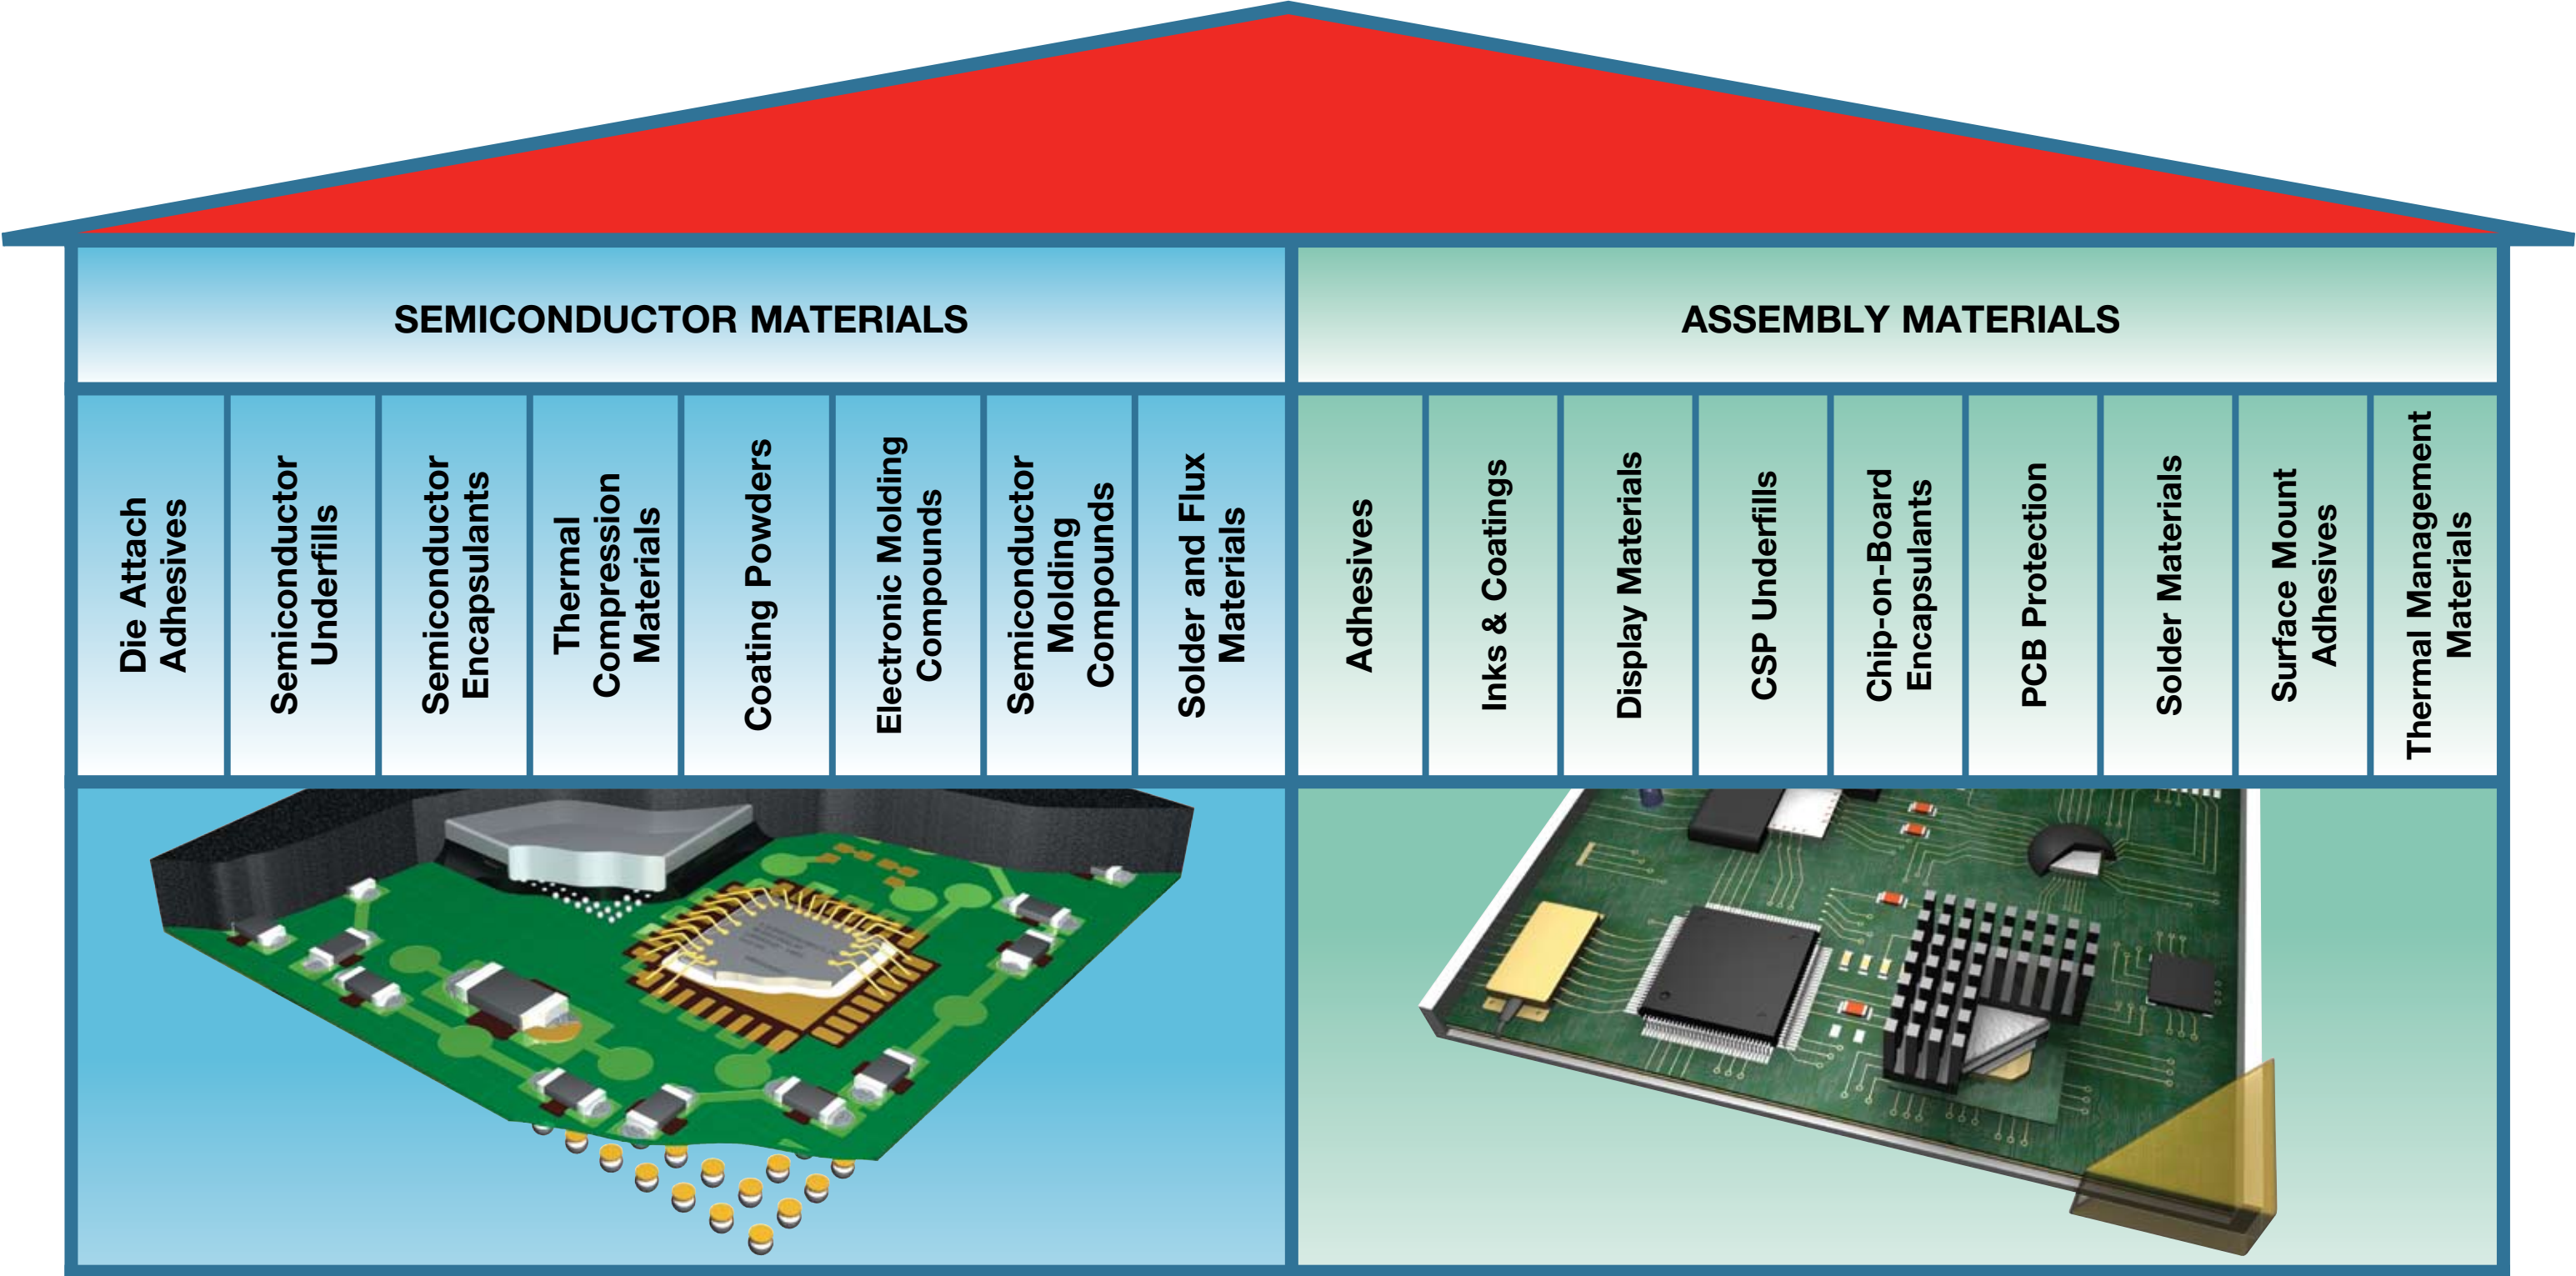 SEMICONDUCTOR MATERIALS
ASSEMBLY MATERIALS
Die Attach
Adhesives
Semiconductor
Underfills
Semiconductor
Encapsulants
Thermal
Compression
Materials
Coating Powders
Electronic Molding
Compounds
Semiconductor
Molding
Compounds
Solder and Flux
Materials
Adhesives
Inks & Coatings
Display Materials
CSP Underfills
Chip-on-Board
Encapsulants
PCB Protection
Solder Materials
Surface Mount
Adhesives
Thermal Management
Materials